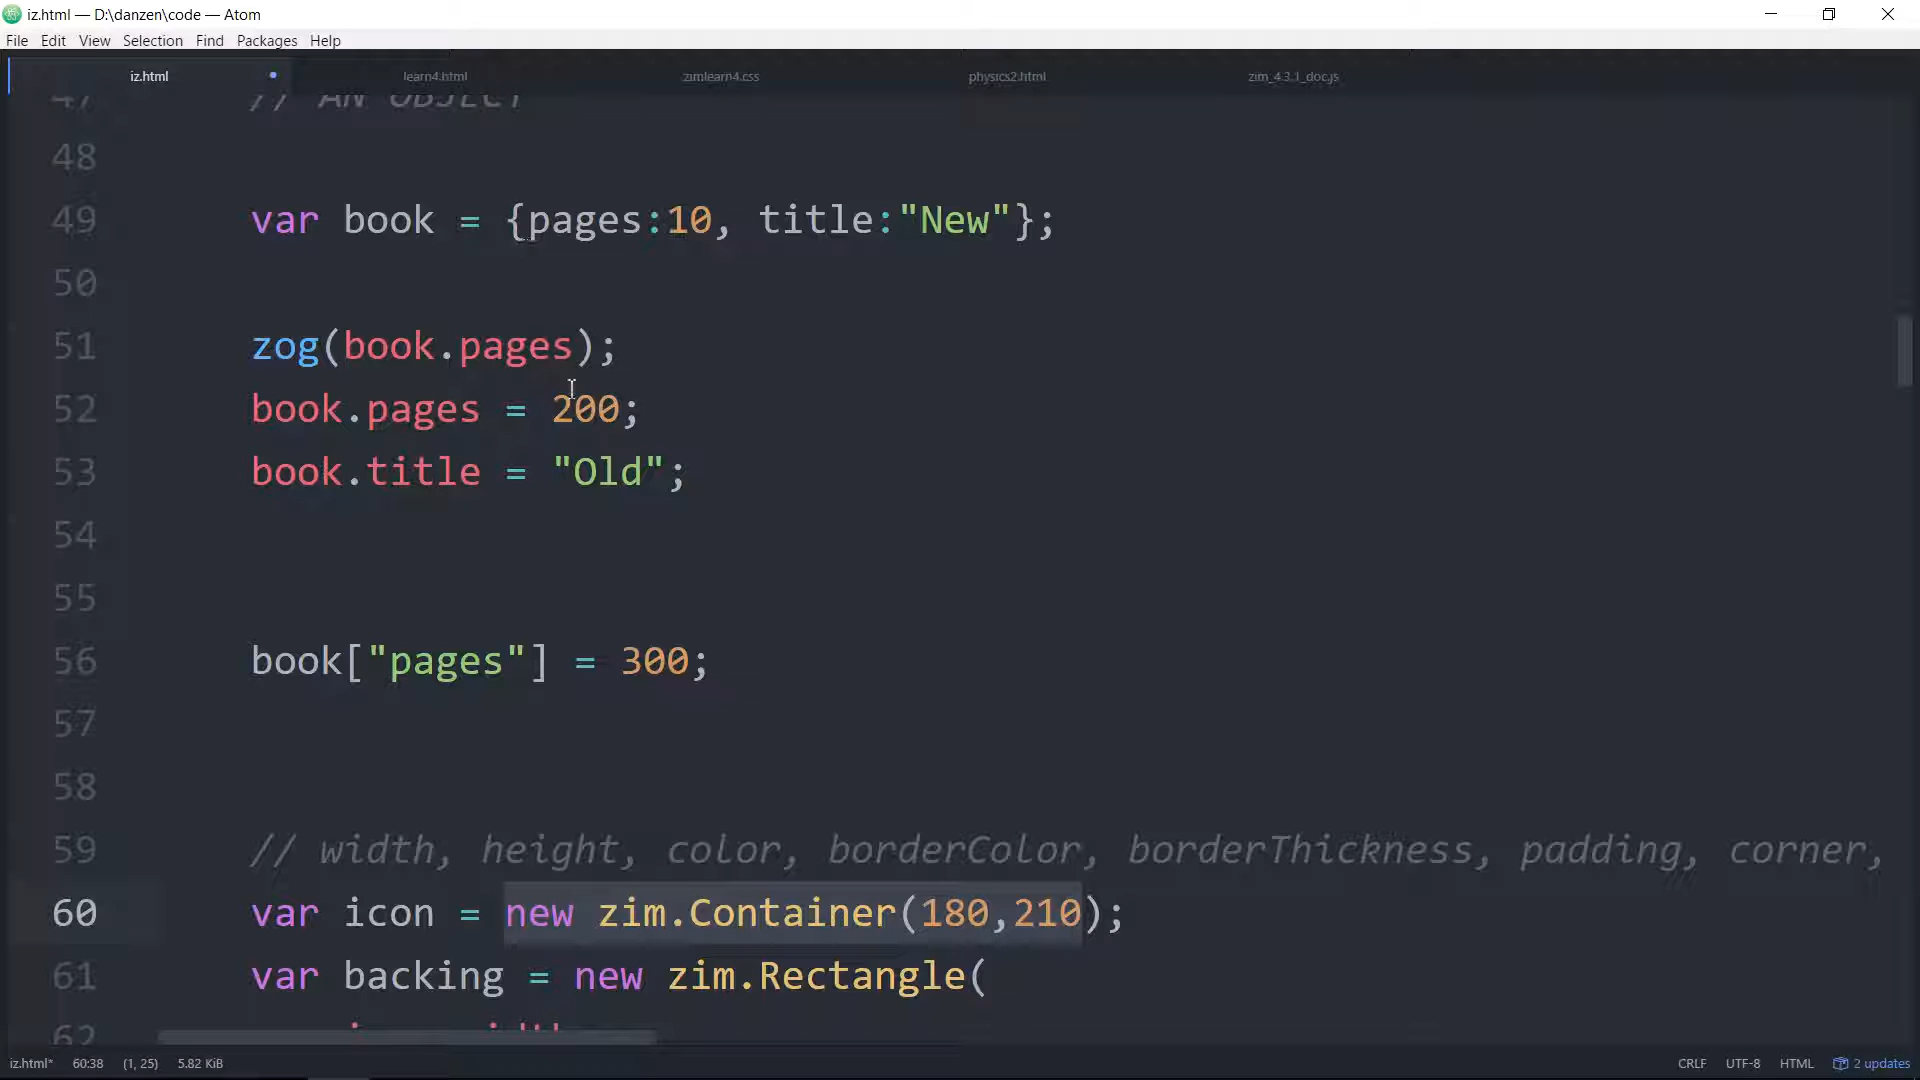 iz.html — D:\danzen\code — Atom
File Edit View Selection Find Packages Help
iz.html learn4.html zimlearn4.css physics2.html zim_4.3.1_doc.js
47 // AN OBJECT
48
49 var book = {pages:10, title:"New"};
50
51 zog(book.pages);
52 book.pages = 200;
53 book.title = "Old";
54
55
56 book["pages"] = 300;
57
58
59 // width, height, color, borderColor, borderThickness, padding, corner,
60 var icon = new zim.Container(180,210);
61 var backing = new zim.Rectangle(
62
iz.html* 60:38 (1, 25) 5.82 KiB CRLF UTF-8 HTML 2 updates